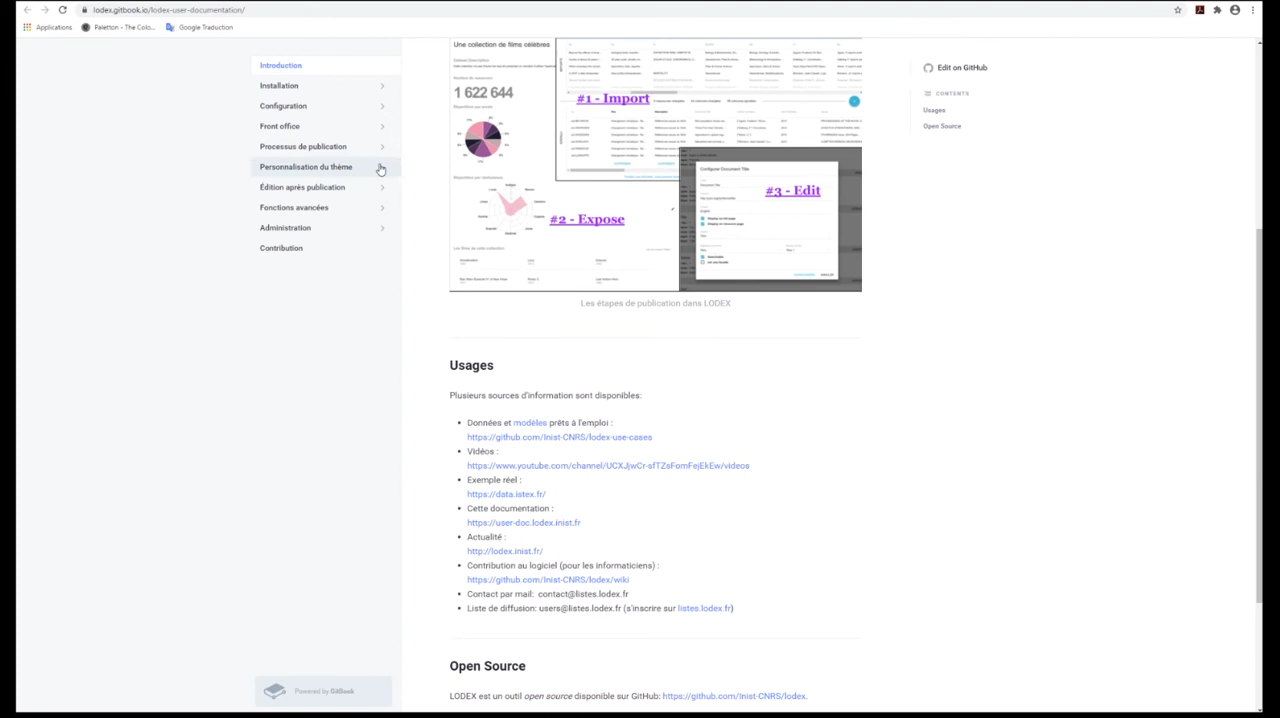 lodex.gitbook.io/lodex-user-documentation/
Applications
Paletton - The Colo...
Google Traduction
Introduction
Installation
Configuration
Front office
Processus de publication
Personnalisation du thème
Édition après publication
Fonctions avancées
Administration
Contribution
Powered by GitBook
Une collection de films célèbres
Dataset Description
1 622 644
#1 - Import
#2 - Expose
#3 - Edit
Configure Document Title
Les étapes de publication dans LODEX
Usages
Plusieurs sources d'information sont disponibles:
• Données et modèles prêts à l'emploi :
https://github.com/Inist-CNRS/lodex-use-cases
• Vidéos :
https://www.youtube.com/channel/UCXJjwCr-sfTZsFomFejEkEw/videos
• Exemple réel :
https://data.istex.fr/
• Cette documentation :
https://user-doc.lodex.inist.fr
• Actualité :
http://lodex.inist.fr/
• Contribution au logiciel (pour les informaticiens) :
https://github.com/Inist-CNRS/lodex/wiki
• Contact par mail: contact@listes.lodex.fr
• Liste de diffusion: users@listes.lodex.fr (s'inscrire sur listes.lodex.fr)
Open Source
LODEX est un outil open source disponible sur GitHub: https://github.com/Inist-CNRS/lodex.
Edit on GitHub
CONTENTS
Usages
Open Source